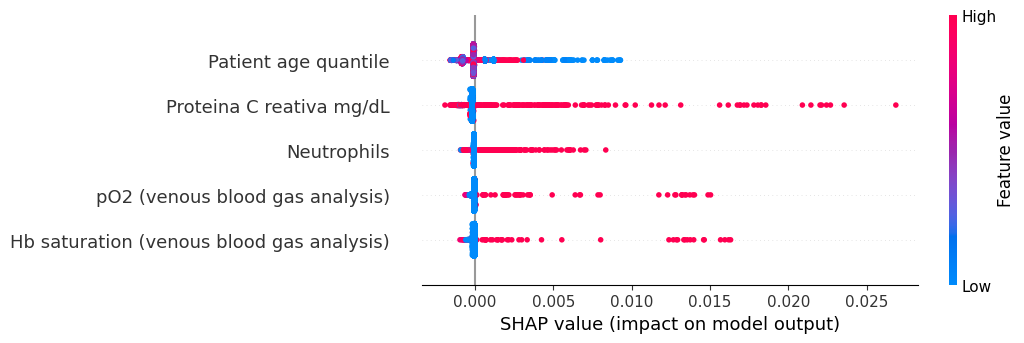 High
Patient age quantile
Proteina C reativa mg/dL
Neutrophils
pO2 (venous blood gas analysis)
Hb saturation (venous blood gas analysis)
Feature value
Low
0.000 0.005 0.010 0.015 0.020 0.025
SHAP value (impact on model output)